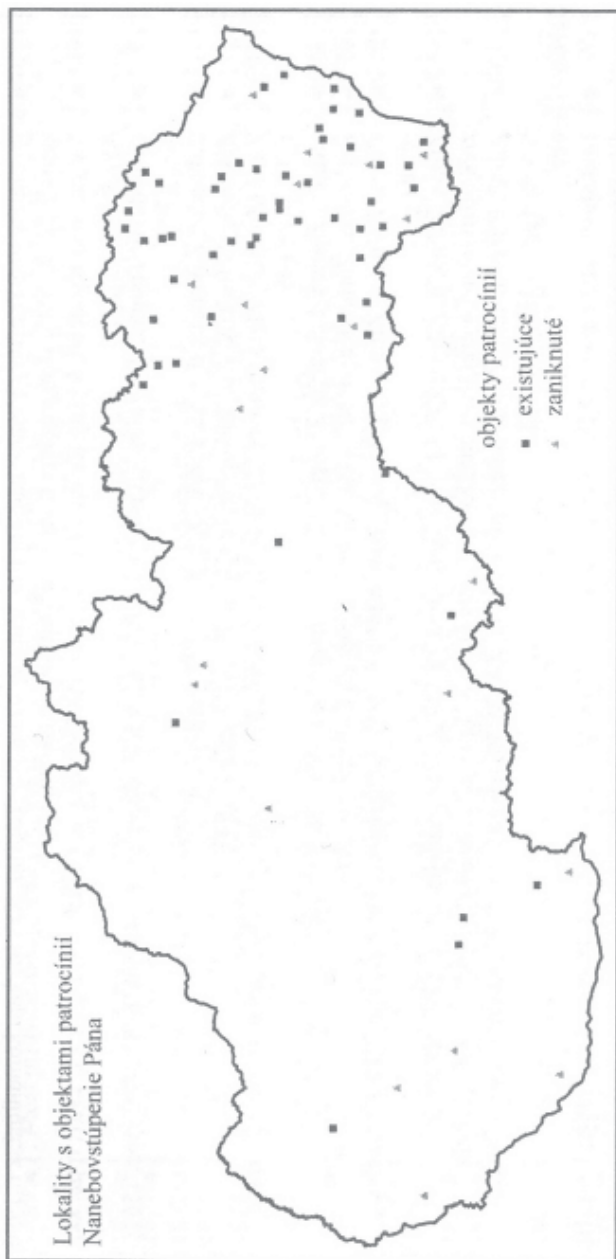 Lokality s objektami patrocínií
Nanebovstúpenie Pána
objekty patrocínií
existujúce
zaniknuté